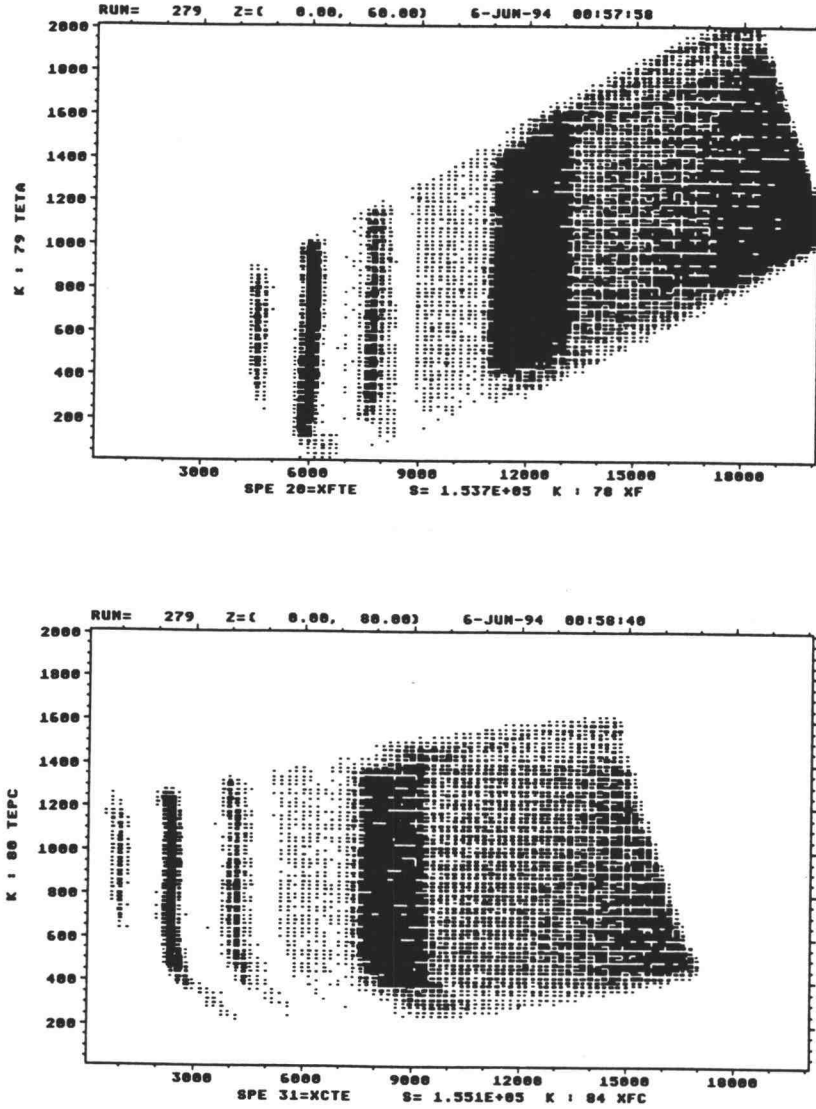 RUN= 279 Z=( 0.00, 60.00) 6-JUN-94 00:57:58
2000
1800
1600
1400
1200
1000
800
600
400
200
K : 79 TETA
3000 6000 9000 12000 15000 18000
SPE 20=XFTE S= 1.537E+05 K : 78 XF
RUN= 279 Z=( 0.00, 80.00) 6-JUN-94 00:58:40
2000
1800
1600
1400
1200
1000
800
600
400
200
K : 80 TEPC
3000 6000 9000 12000 15000 18000
SPE 31=XCTE S= 1.551E+05 K : 84 XFC